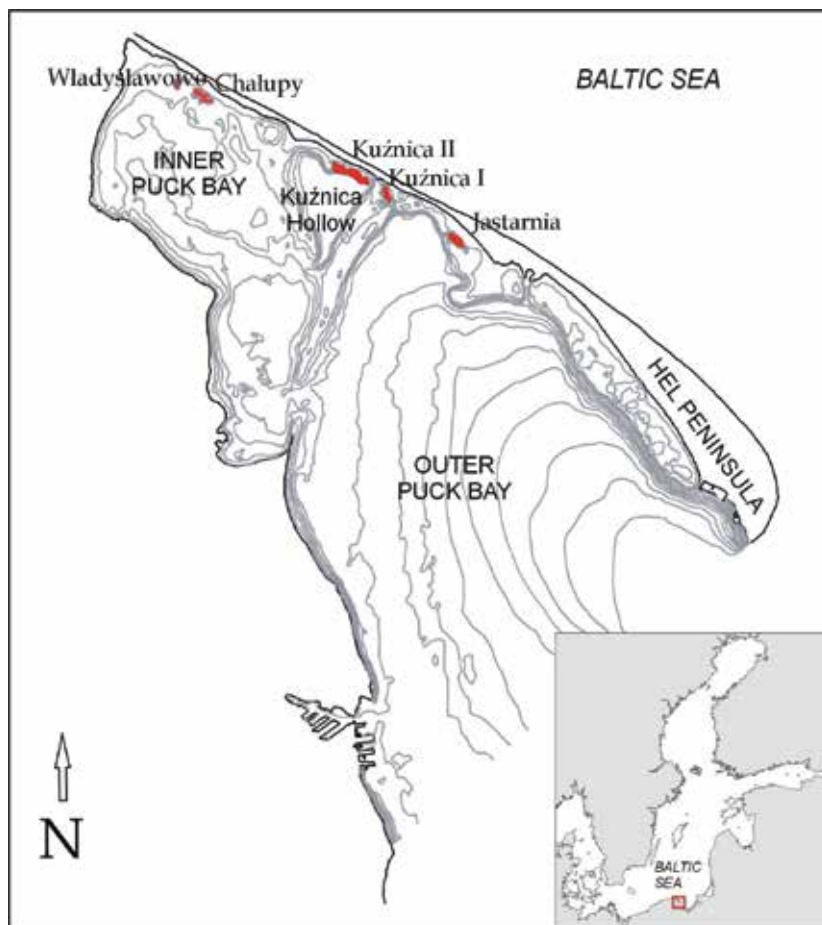 Władysławowo
Chałupy
BALTIC SEA
Kuźnica II
INNER
PUCK BAY
Kuźnica I
Kuźnica
Hollow
Jastarnia
HEL PENINSULA
OUTER
PUCK BAY
N
BALTIC
SEA